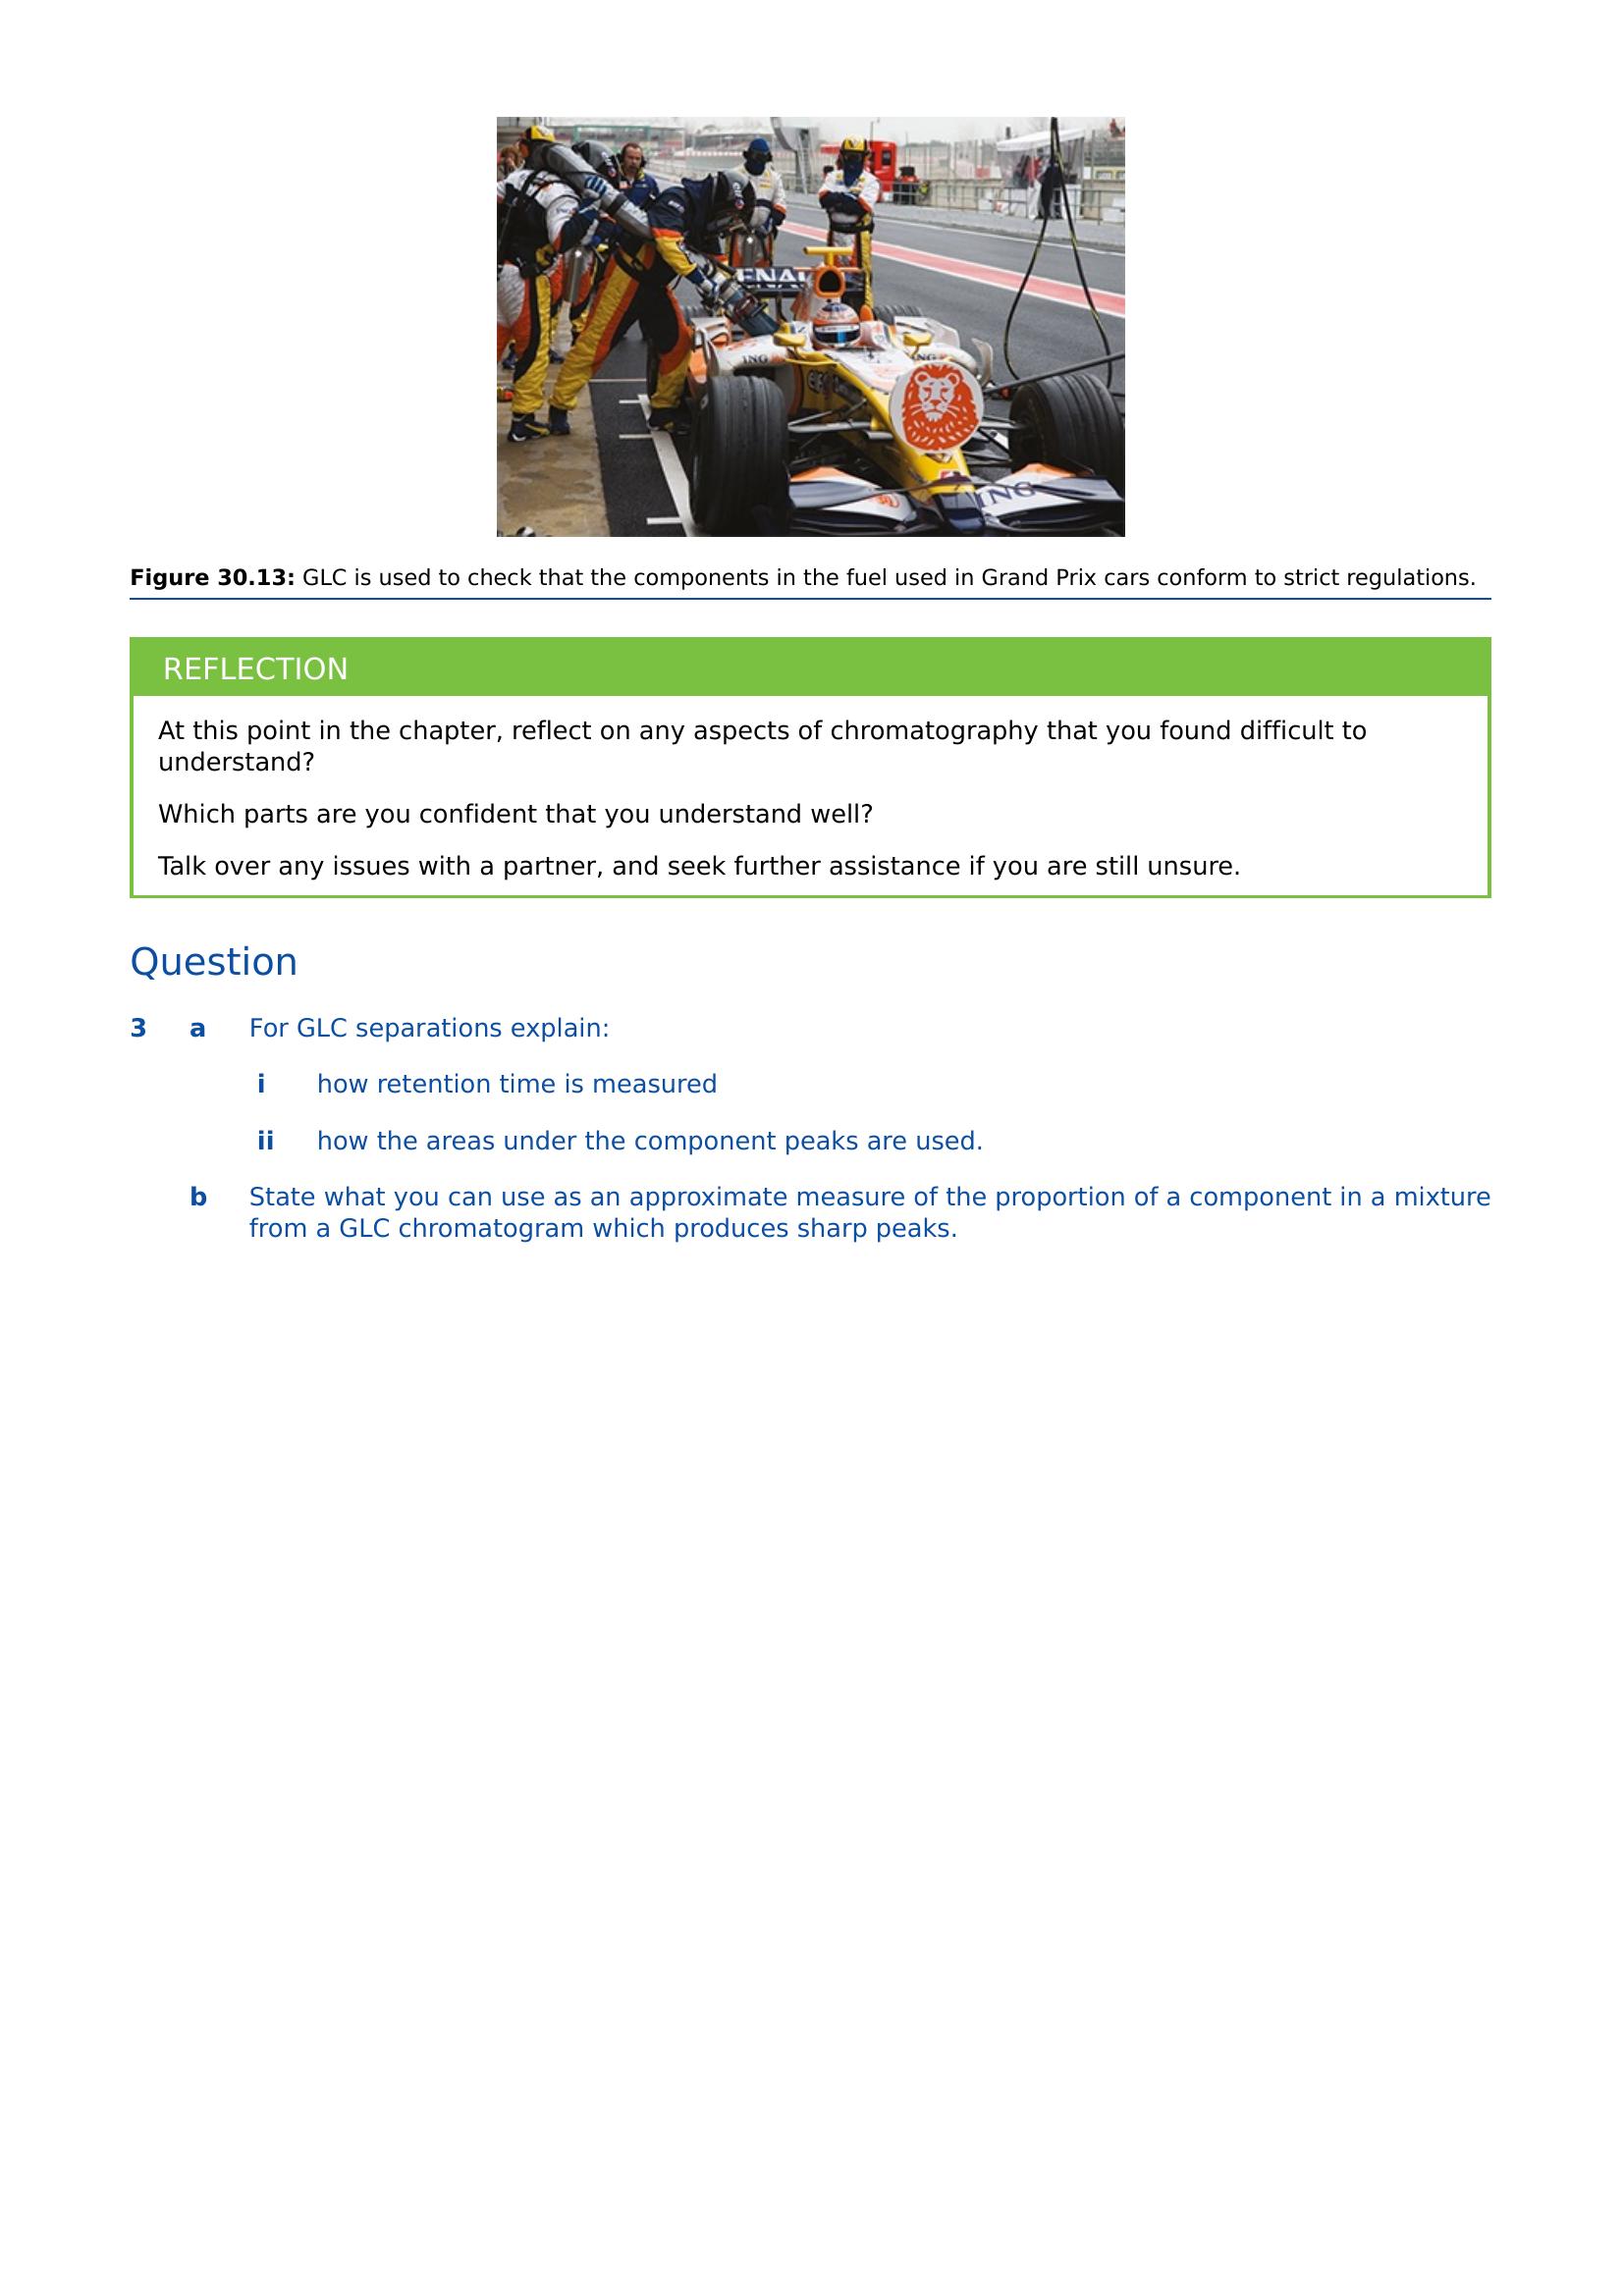 ENAU
ING
ING
ING
Figure 30.13: GLC is used to check that the components in the fuel used in Grand Prix cars conform to strict regulations.
REFLECTION
At this point in the chapter, reflect on any aspects of chromatography that you found difficult to
understand?
Which parts are you confident that you understand well?
Talk over any issues with a partner, and seek further assistance if you are still unsure.
Question
3 a For GLC separations explain:
i how retention time is measured
ii how the areas under the component peaks are used.
b State what you can use as an approximate measure of the proportion of a component in a mixture
from a GLC chromatogram which produces sharp peaks.